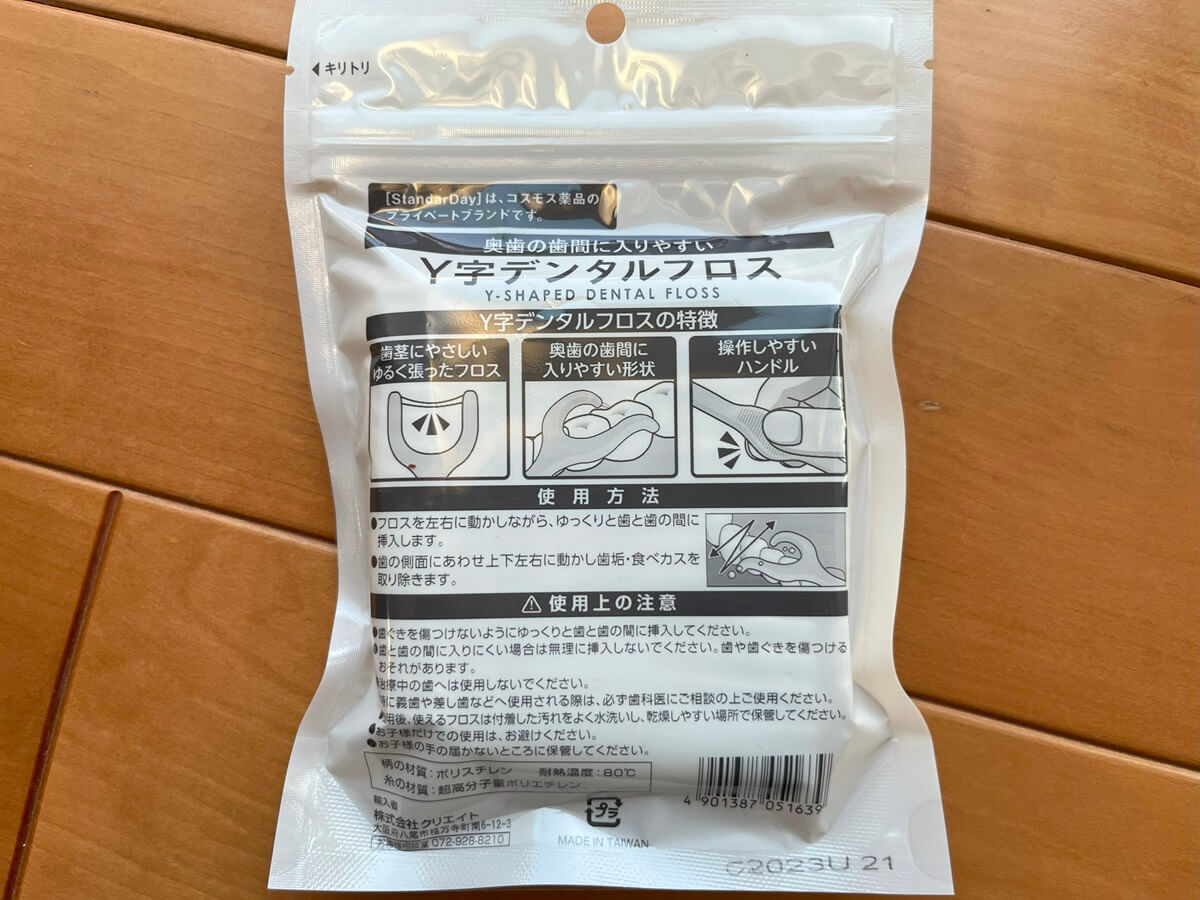 ◀キリトリ
[StandarDay]は、コスモス薬品の
プライベートブランドです。
奥歯の歯間に入りやすい
Y字デンタルフロス
Y-SHAPED DENTAL FLOSS
Y字デンタルフロスの特徴
歯茎にやさしい
ゆるく張ったフロス
奥歯の歯間に
入りやすい形状
操作しやすい
ハンドル
使用方法
●フロスを左右に動かしながら、ゆっくりと歯と歯の間に
挿入します。
●歯の側面にあわせ上下左右に動かし歯垢・食べカスを
取り除きます。
⚠使用上の注意
●歯ぐきを傷つけないようにゆっくりと歯と歯の間に挿入してください。
●歯と歯の間に入りにくい場合は無理に挿入しないでください。歯や歯ぐきを傷つける
おそれがあります。
●治療中の歯へは使用しないでください。
●特に義歯や差し歯などへ使用される際は、必ず歯科医にご相談の上ご使用ください。
●使用後、使えるフロスは付着した汚れをよく水洗いし、乾燥しやすい場所で保管してください。
●お子様だけでの使用は、お避けください。
●お子様の手の届かないところに保管してください。
柄の材質:ポリスチレン 耐熱温度:80℃
糸の材質:超高分子量ポリエチレン
輸入者
株式会社クリエイト
大阪府八尾市福万寺町南6-12-3
お客様相談室 072-928-8210
プラ
MADE IN TAIWAN
4 901387 051639
2023U 21